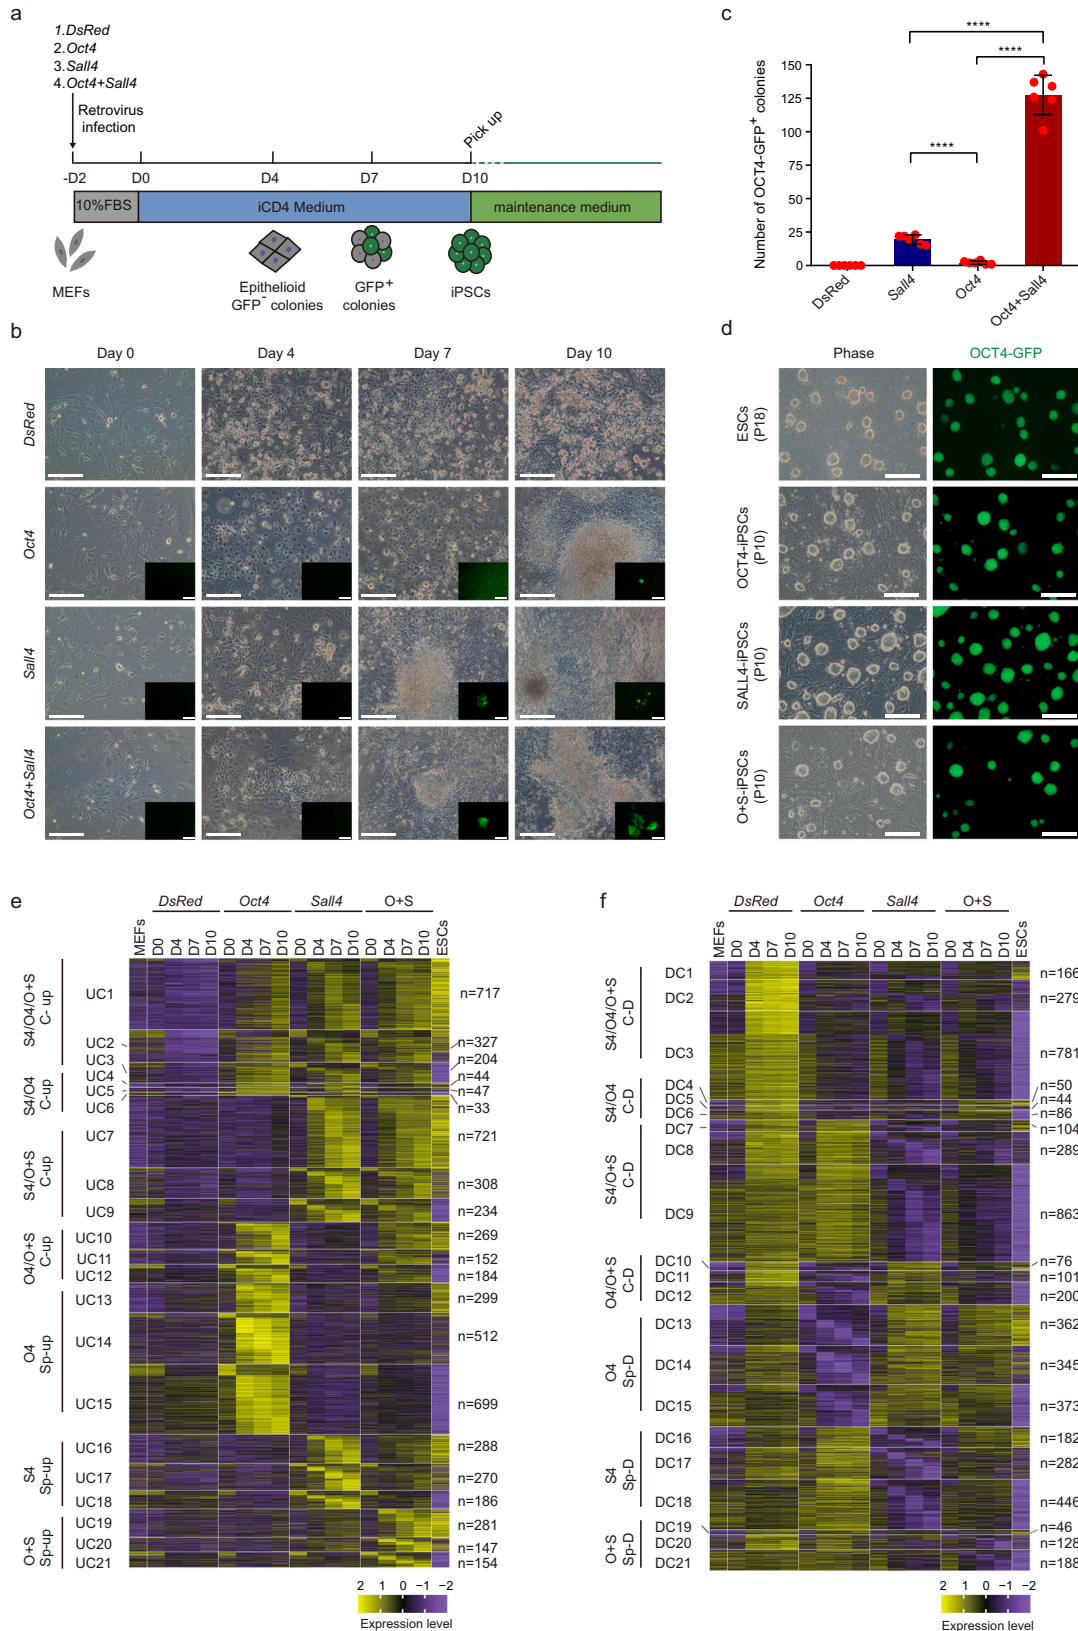 a
1.DsRed
2. Oct4
3. Sall4
4. Oct4+Sall4
Retrovirus
infection
Pick up
-D2
D0
D4
D7
D10
10%FBS
iCD4 Medium
maintenance medium
MEFs
Epithelioid
GFP⁻ colonies
GFP⁺
colonies
iPSCs
c
Number of OCT4-GFP⁺ colonies
150
125
100
75
50
25
0
****
****
****
DsRed
Sall4
Oct4
Oct4+Sall4
b
Day 0
Day 4
Day 7
Day 10
DsRed
Oct4
Sall4
Oct4+Sall4
d
Phase
OCT4-GFP
ESCs
(P18)
OCT4-iPSCs
(P10)
SALL4-iPSCs
(P10)
O+S-iPSCs
(P10)
e
DsRed
Oct4
Sall4
O+S
MEFs
D0
D4
D7
D10
D0
D4
D7
D10
D0
D4
D7
D10
D0
D4
D7
D10
ESCs
S4/O4/O+S
C- up
S4/O4
C-up
S4/O+S
C-up
O4/O+S
C-up
O4
Sp-up
S4
Sp-up
O+S
Sp-up
UC1
UC2
UC3
UC4
UC5
UC6
UC7
UC8
UC9
UC10
UC11
UC12
UC13
UC14
UC15
UC16
UC17
UC18
UC19
UC20
UC21
n=717
n=327
n=204
n=44
n=47
n=33
n=721
n=308
n=234
n=269
n=152
n=184
n=299
n=512
n=699
n=288
n=270
n=186
n=281
n=147
n=154
2 1 0 −1 −2
Expression level
f
DsRed
Oct4
Sall4
O+S
MEFs
D0
D4
D7
D10
D0
D4
D7
D10
D0
D4
D7
D10
D0
D4
D7
D10
ESCs
S4/O4/O+S
C-D
S4/O4
C-D
S4/O+S
C-D
O4/O+S
C-D
O4
Sp-D
S4
Sp-D
O+S
Sp-D
DC1
DC2
DC3
DC4
DC5
DC6
DC7
DC8
DC9
DC10
DC11
DC12
DC13
DC14
DC15
DC16
DC17
DC18
DC19
DC20
DC21
n=166
n=279
n=781
n=50
n=44
n=86
n=104
n=289
n=863
n=76
n=101
n=200
n=362
n=345
n=373
n=182
n=282
n=446
n=46
n=128
n=188
2 1 0 −1 −2
Expression level